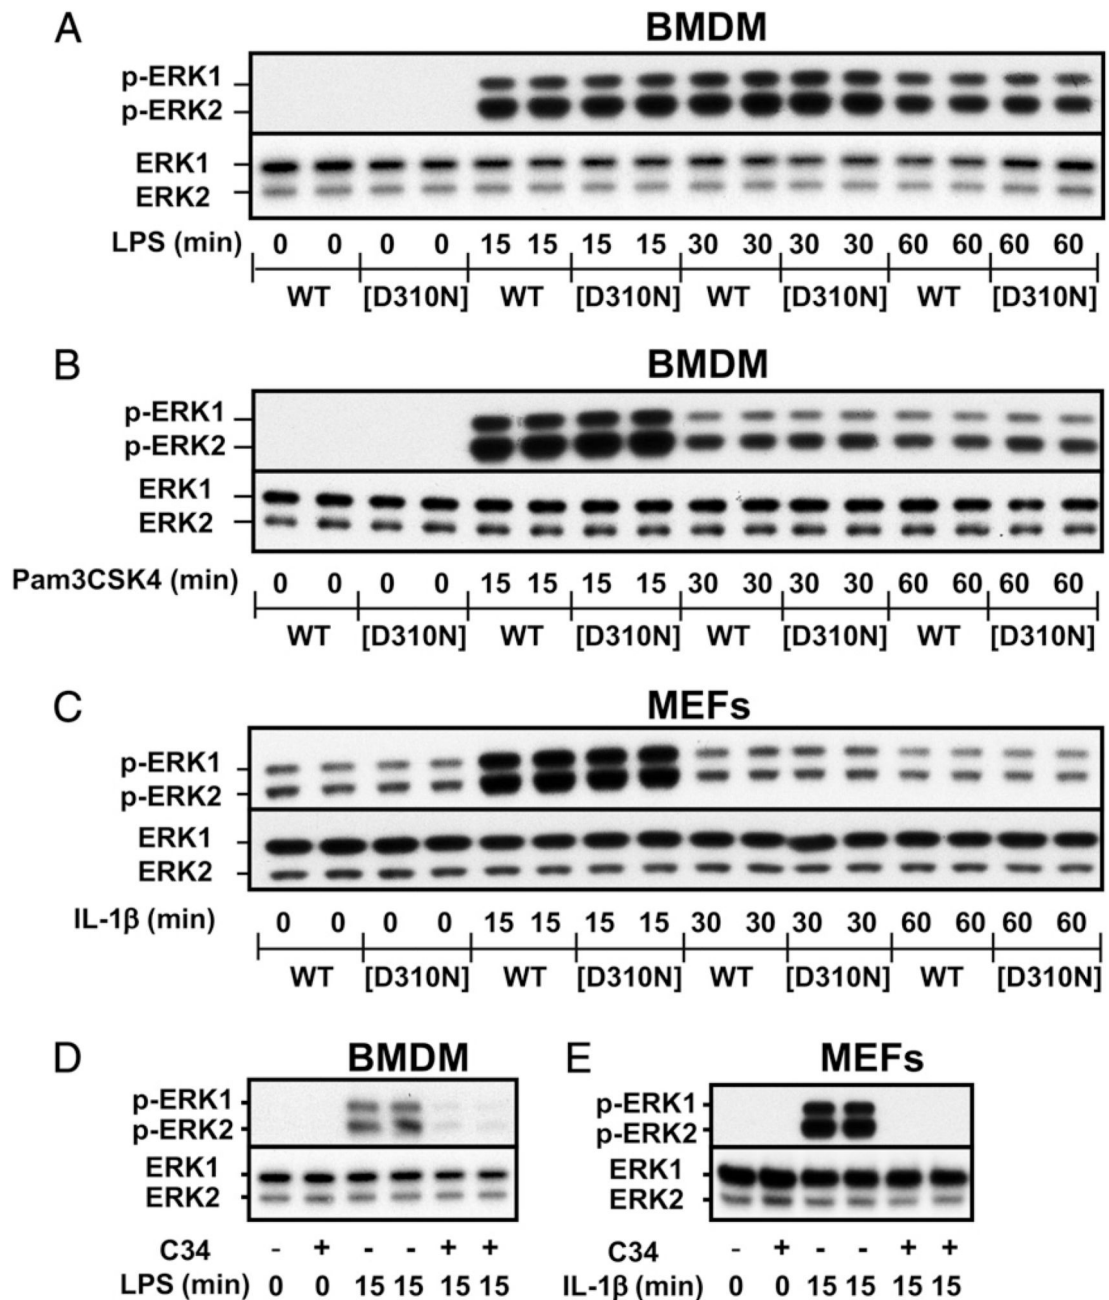 A
BMDM
p-ERK1
p-ERK2
ERK1
ERK2
LPS (min) 0 0 0 0 15 15 15 15 30 30 30 30 60 60 60 60
WT [D310N] WT [D310N] WT [D310N] WT [D310N]
B
BMDM
p-ERK1
p-ERK2
ERK1
ERK2
Pam3CSK4 (min) 0 0 0 0 15 15 15 15 30 30 30 30 60 60 60 60
WT [D310N] WT [D310N] WT [D310N] WT [D310N]
C
MEFs
p-ERK1
p-ERK2
ERK1
ERK2
IL-1β (min) 0 0 0 0 15 15 15 15 30 30 30 30 60 60 60 60
WT [D310N] WT [D310N] WT [D310N] WT [D310N]
D
BMDM
p-ERK1
p-ERK2
ERK1
ERK2
C34 - + - - + +
LPS (min) 0 0 15 15 15 15
E
MEFs
p-ERK1
p-ERK2
ERK1
ERK2
C34 - + - - + +
IL-1β (min) 0 0 15 15 15 15